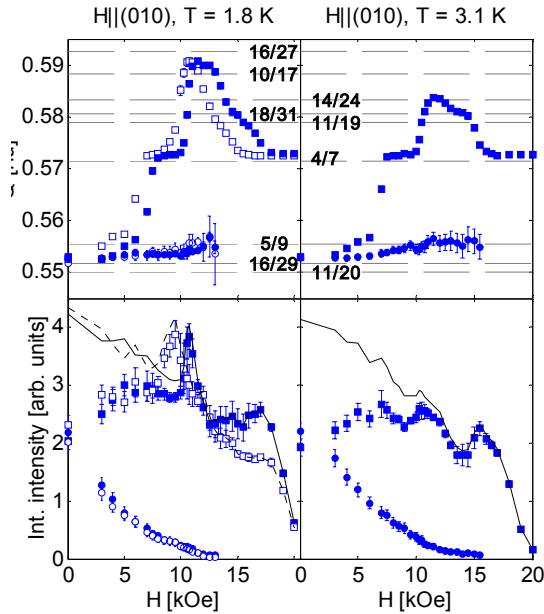 H||(010), T = 1.8 K
H||(010), T = 3.1 K
0.59
0.58
0.57
0.56
0.55
16/27
10/17
18/31
5/9
16/29
14/24
11/19
4/7
11/20
Int. intensity [arb. units]
4
3
2
1
0
0 5 10 15 20
0 5 10 15 20
H [kOe]
H [kOe]